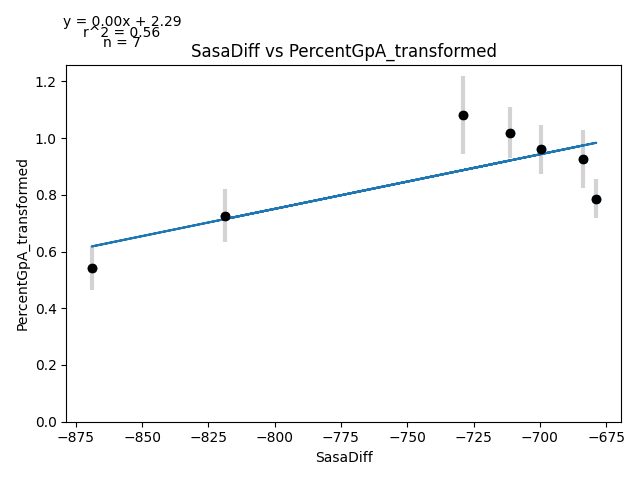 y = 0.00x + 2.29
r^2 = 0.56
n = 7
SasaDiff vs PercentGpA_transformed
1.2
1.0
0.8
0.6
0.4
0.2
0.0
PercentGpA_transformed
−875 −850 −825 −800 −775 −750 −725 −700 −675
SasaDiff